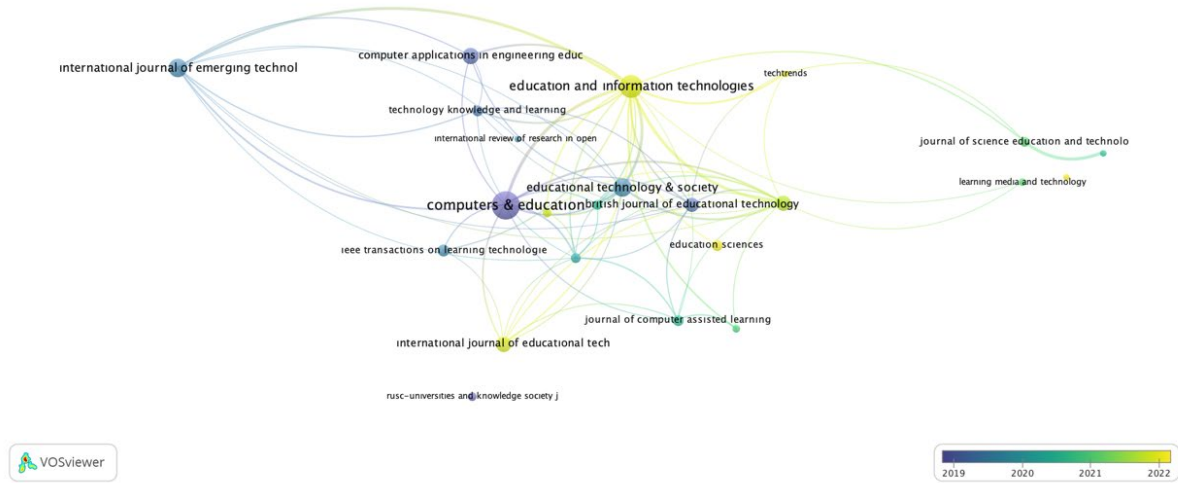 computer applications in engineering educ
international journal of emerging technol
techtrends
education and information technologies
technology knowledge and learning
international review of research in open
journal of science education and technolo
learning media and technology
educational technology & society
computers & education
british journal of educational technology
education sciences
ieee transactions on learning technologie
journal of computer assisted learning
international journal of educational tech
rusc-universities and knowledge society j
VOSviewer
2019 2020 2021 2022